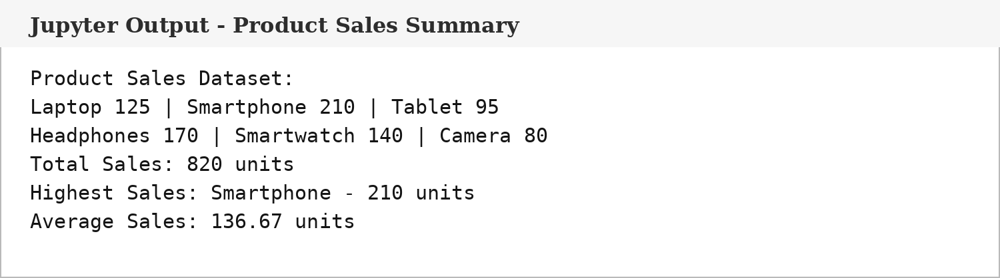 Jupyter Output - Product Sales Summary
Product Sales Dataset:
Laptop 125 | Smartphone 210 | Tablet 95
Headphones 170 | Smartwatch 140 | Camera 80
Total Sales: 820 units
Highest Sales: Smartphone - 210 units
Average Sales: 136.67 units